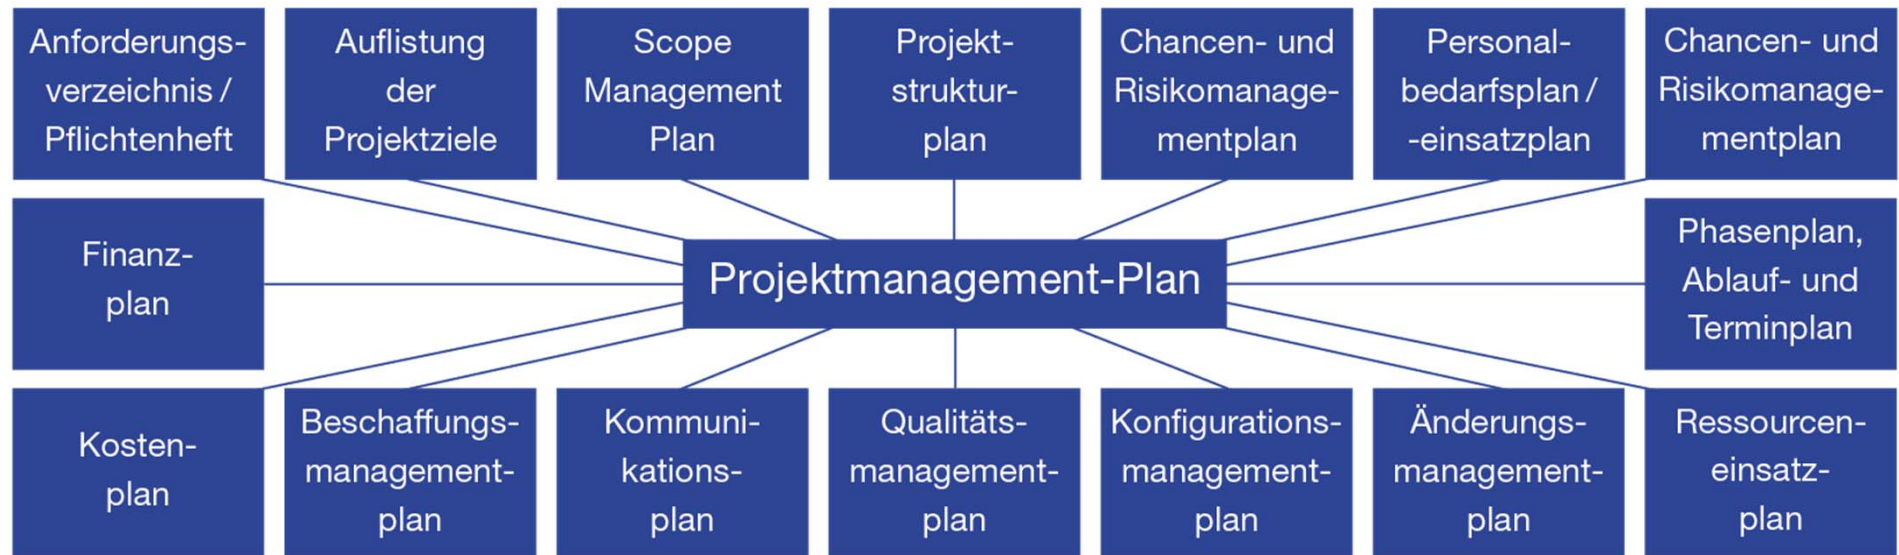 Anforderungs-
verzeichnis /
Pflichtenheft
Auflistung
der
Projektziele
Scope
Management
Plan
Projekt-
struktur-
plan
Chancen- und
Risikomanage-
mentplan
Personal-
bedarfsplan /
-einsatzplan
Chancen- und
Risikomanage-
mentplan
Finanz-
plan
Projektmanagement-Plan
Phasenplan,
Ablauf- und
Terminplan
Kosten-
plan
Beschaffungs-
management-
plan
Kommuni-
kations-
plan
Qualitäts-
management-
plan
Konfigurations-
management-
plan
Änderungs-
management-
plan
Ressourcen-
einsatz-
plan